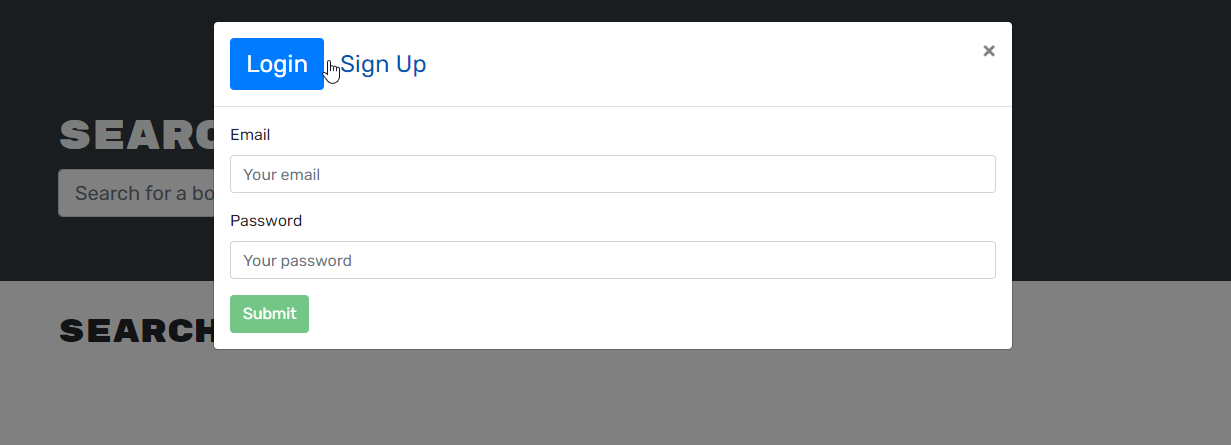 Login Sign Up ×
SEARC
Search for a bo
Email
Your email
Password
Your password
Submit
SEARCH